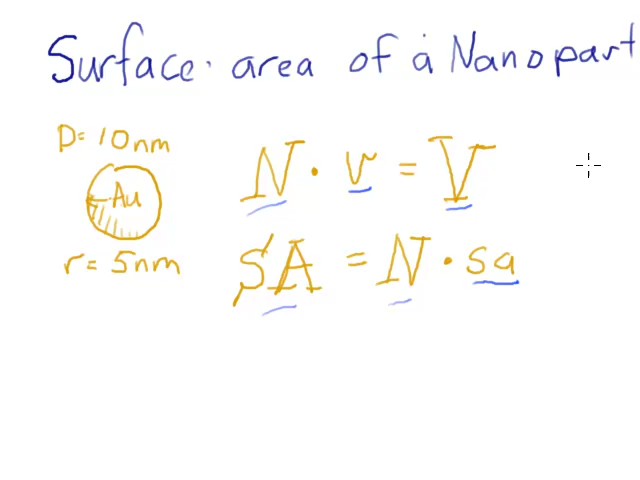 Surface area of a Nanopart
D = 10nm
Au
r = 5nm
N · v = V
SA = N · sa